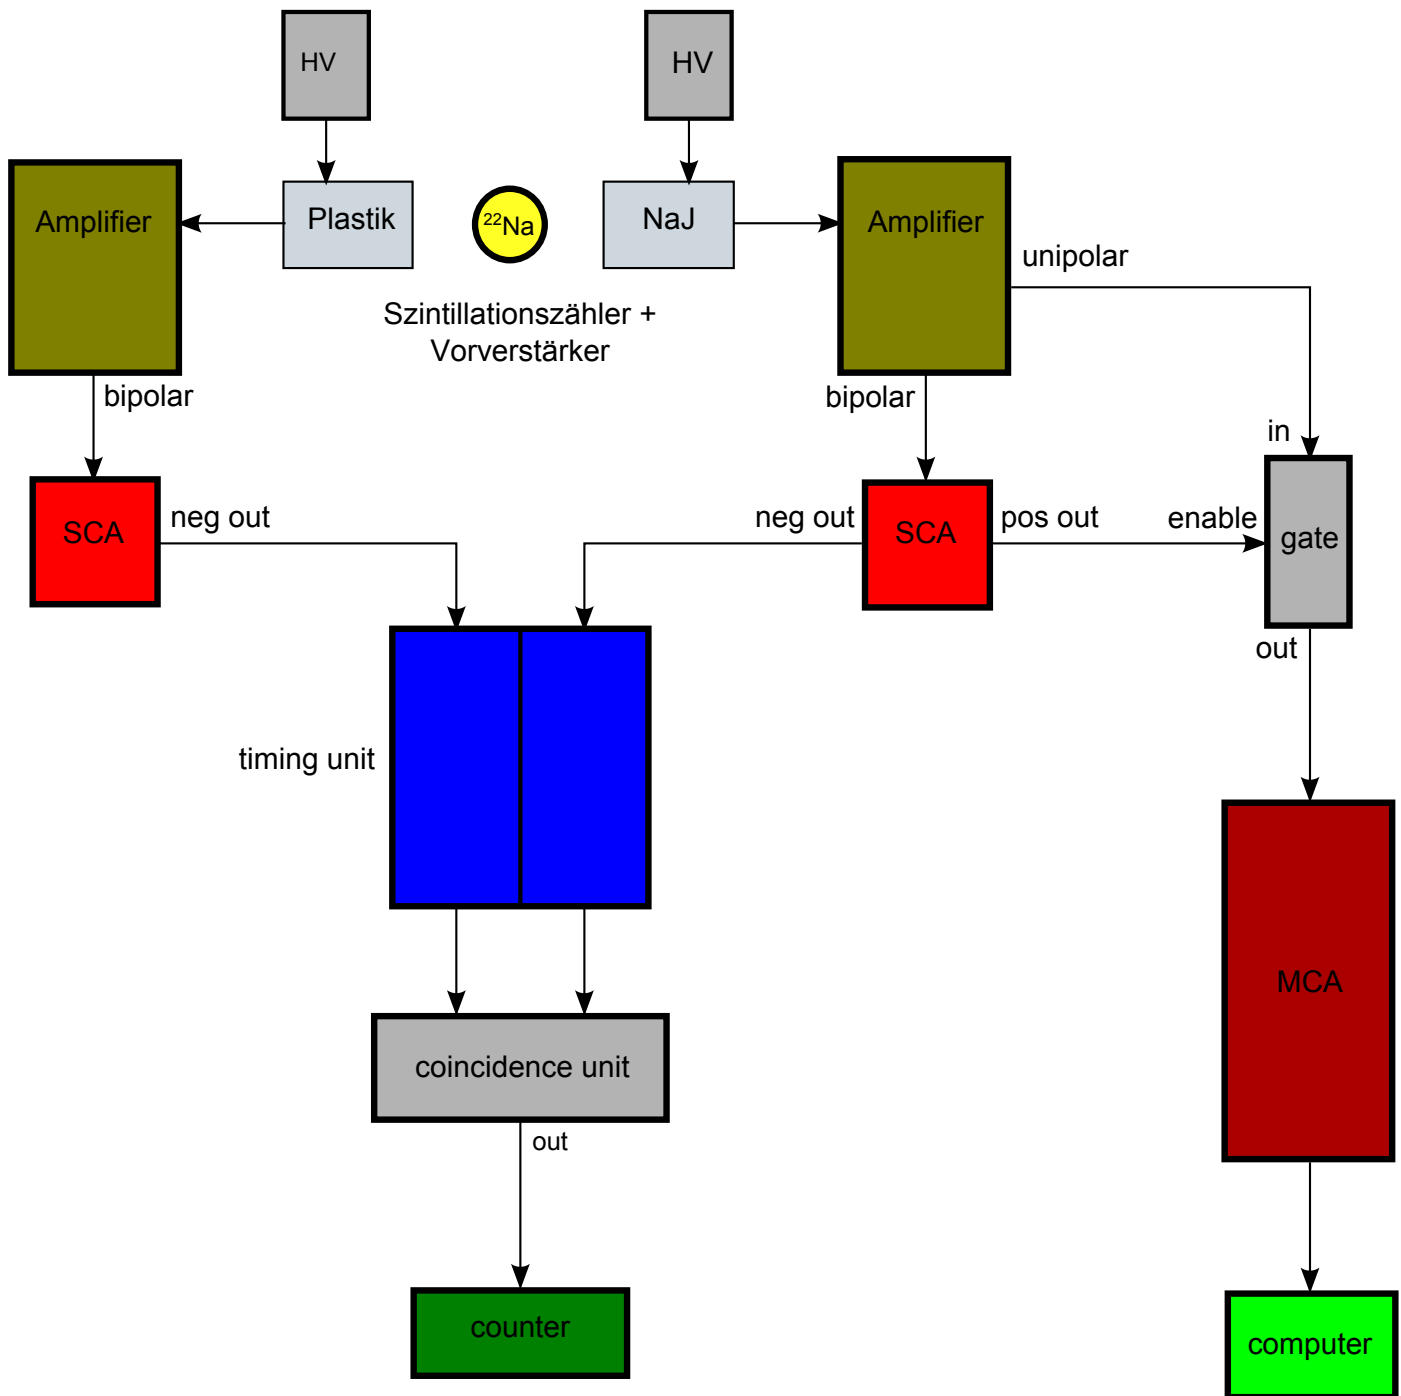 HV
HV
Amplifier
Plastik
²²Na
NaJ
Amplifier
unipolar
Szintillationszähler +
Vorverstärker
bipolar
bipolar
in
SCA
neg out
neg out
SCA
pos out
enable
gate
out
timing unit
MCA
coincidence unit
out
counter
computer